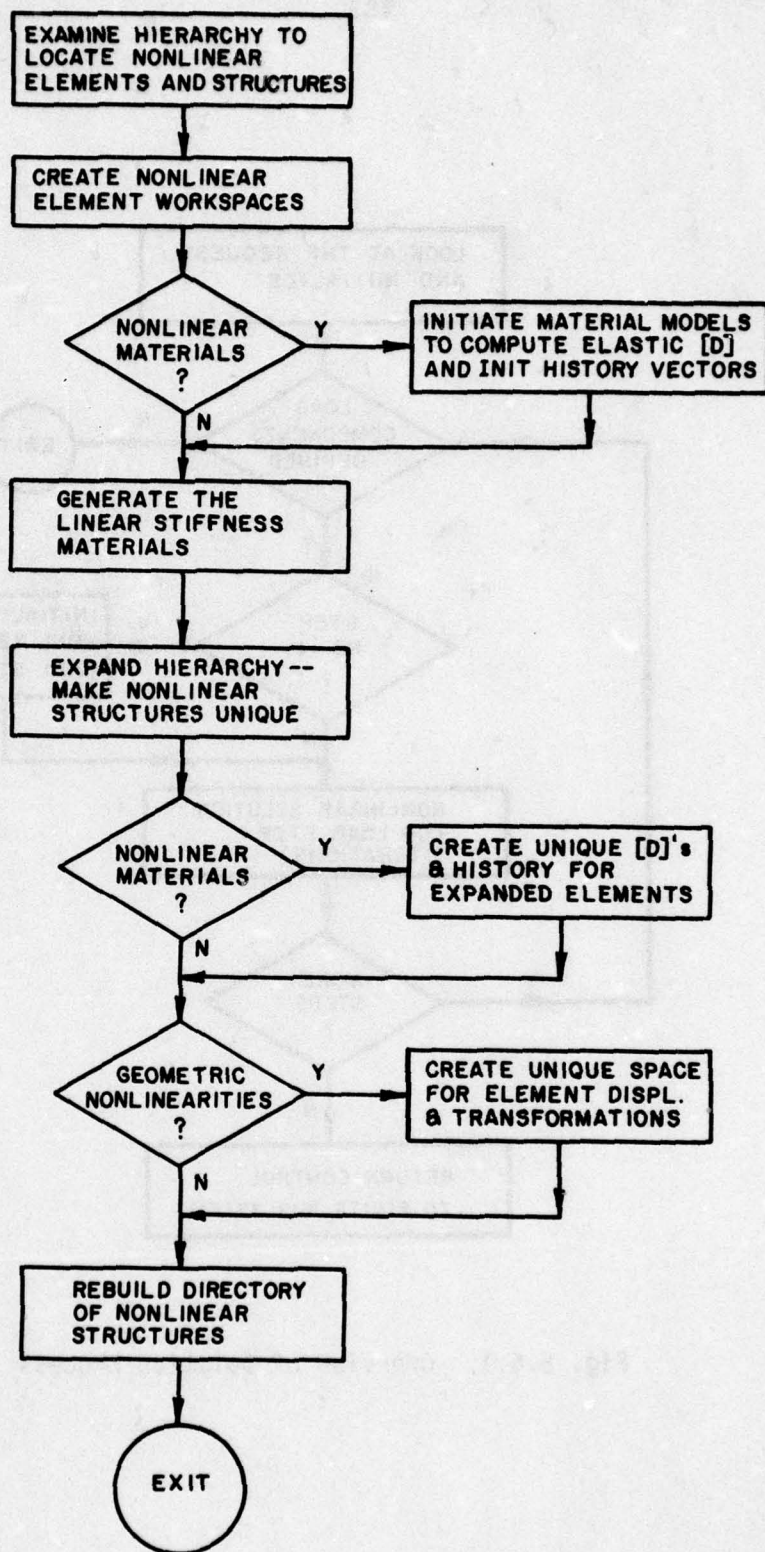 EXAMINE HIERARCHY TO
LOCATE NONLINEAR
ELEMENTS AND STRUCTURES
CREATE NONLINEAR
ELEMENT WORKSPACES
NONLINEAR
MATERIALS
?
Y
N
INITIATE MATERIAL MODELS
TO COMPUTE ELASTIC [D]
AND INIT HISTORY VECTORS
GENERATE THE
LINEAR STIFFNESS
MATERIALS
EXPAND HIERARCHY--
MAKE NONLINEAR
STRUCTURES UNIQUE
NONLINEAR
MATERIALS
?
Y
N
CREATE UNIQUE [D]'s
& HISTORY FOR
EXPANDED ELEMENTS
GEOMETRIC
NONLINEARITIES
?
Y
N
CREATE UNIQUE SPACE
FOR ELEMENT DISPL.
& TRANSFORMATIONS
REBUILD DIRECTORY
OF NONLINEAR
STRUCTURES
EXIT